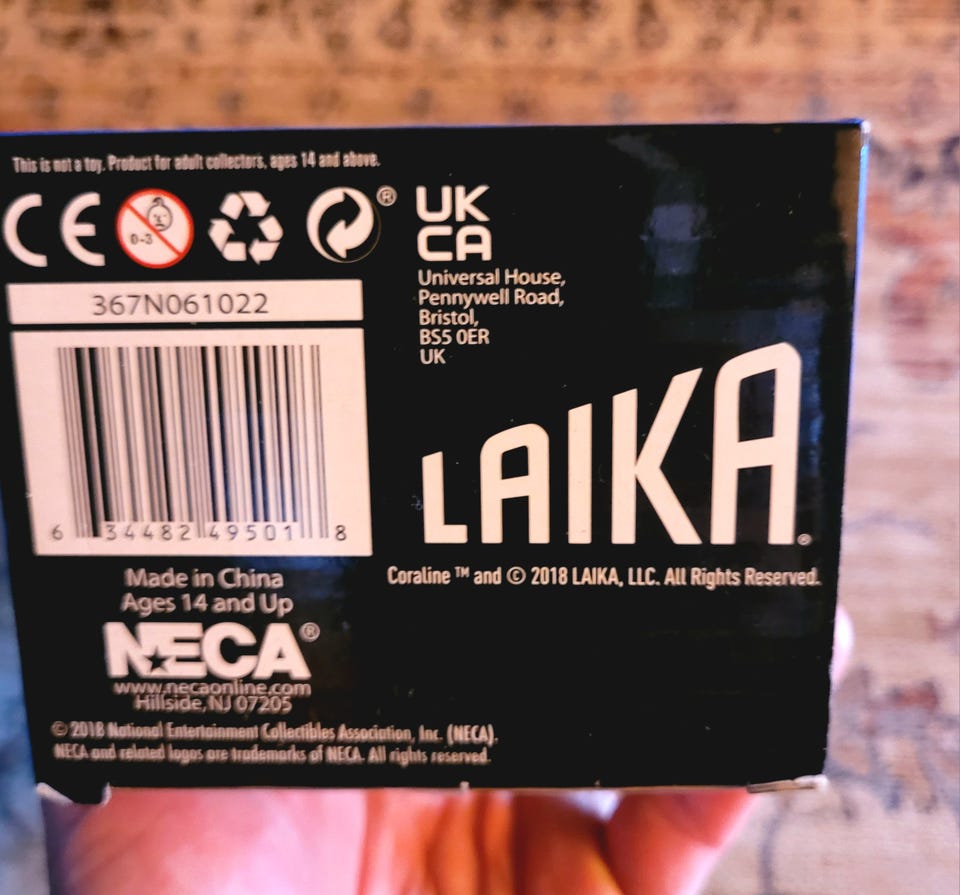 This is not a toy. Product for adult collectors, ages 14 and above.
CE
0-3
®
UK
CA
Universal House,
Pennywell Road,
Bristol,
BS5 0ER
UK
367N061022
6 34482 49501 8
LAIKA®
Coraline ™ and © 2018 LAIKA, LLC. All Rights Reserved.
Made in China
Ages 14 and Up
NECA®
www.necaonline.com
Hillside, NJ 07205
© 2018 National Entertainment Collectibles Association, Inc. (NECA).
NECA and related logos are trademarks of NECA. All rights reserved.